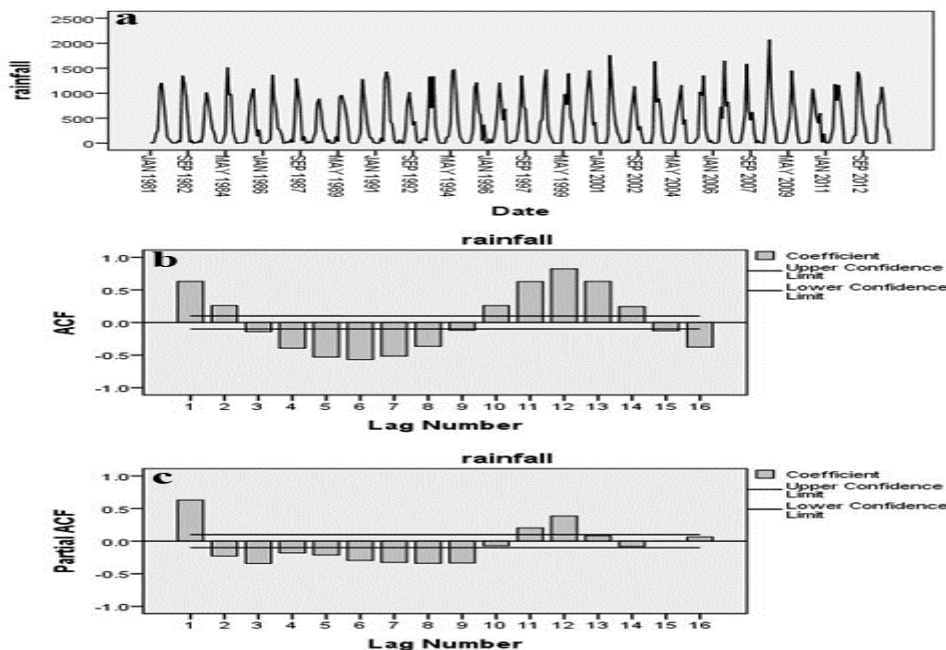 a
2500
2000
1500
1000
500
0
rainfall
JAN 1981
SEP 1982
MAY 1984
JAN 1986
SEP 1987
MAY 1989
JAN 1991
SEP 1992
MAY 1994
JAN 1996
SEP 1997
MAY 1999
JAN 2001
SEP 2002
MAY 2004
JAN 2006
SEP 2007
MAY 2009
JAN 2011
SEP 2012
Date
rainfall
b
1.0
0.5
0.0
-0.5
-1.0
ACF
1 2 3 4 5 6 7 8 9 10 11 12 13 14 15 16
Lag Number
Coefficient
Upper Confidence
Limit
Lower Confidence
Limit
rainfall
c
1.0
0.5
0.0
-0.5
-1.0
Partial ACF
1 2 3 4 5 6 7 8 9 10 11 12 13 14 15 16
Lag Number
Coefficient
Upper Confidence
Limit
Lower Confidence
Limit